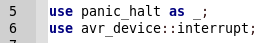 5 use panic_halt as _;
6 use avr_device::interrupt;